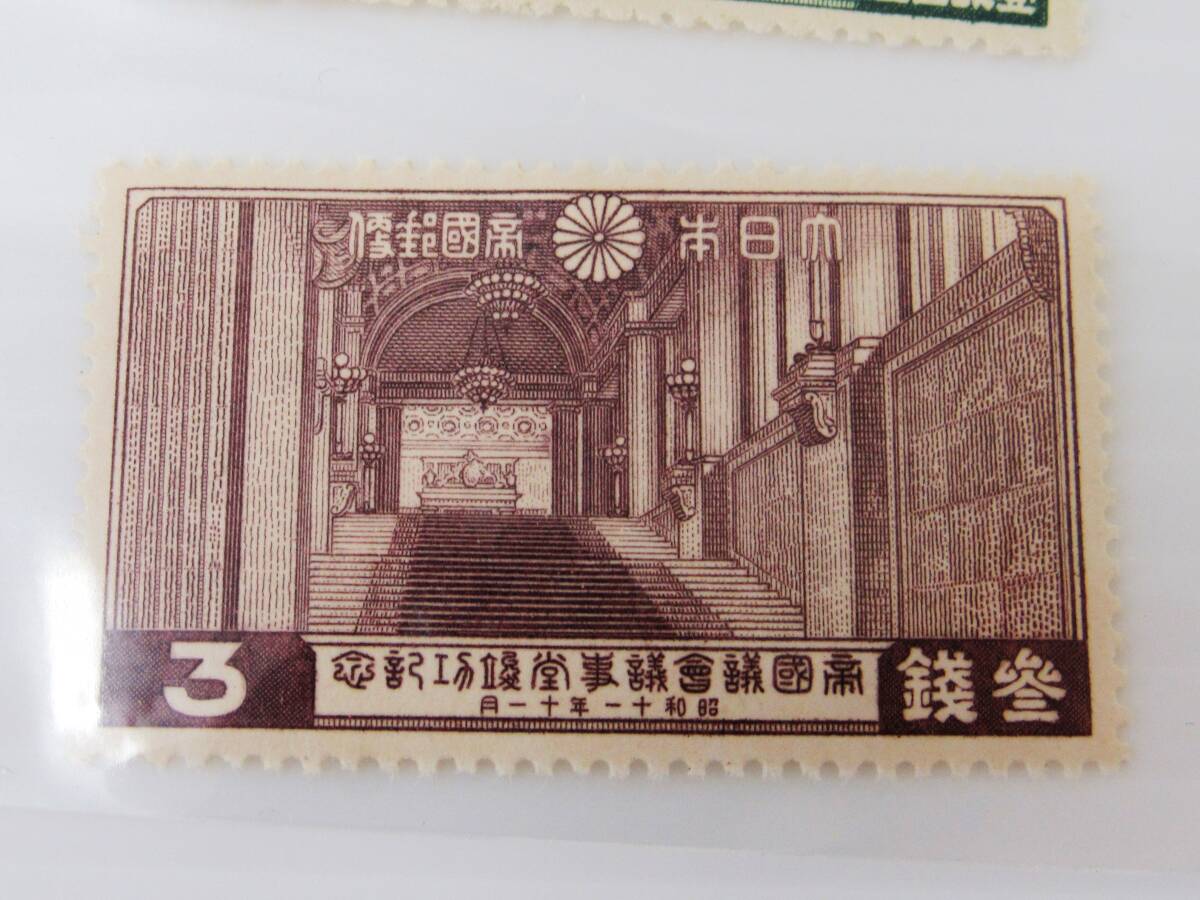 大日本帝國郵便
叁錢
帝國議會議事堂竣功記念
昭和十一年十一月
3